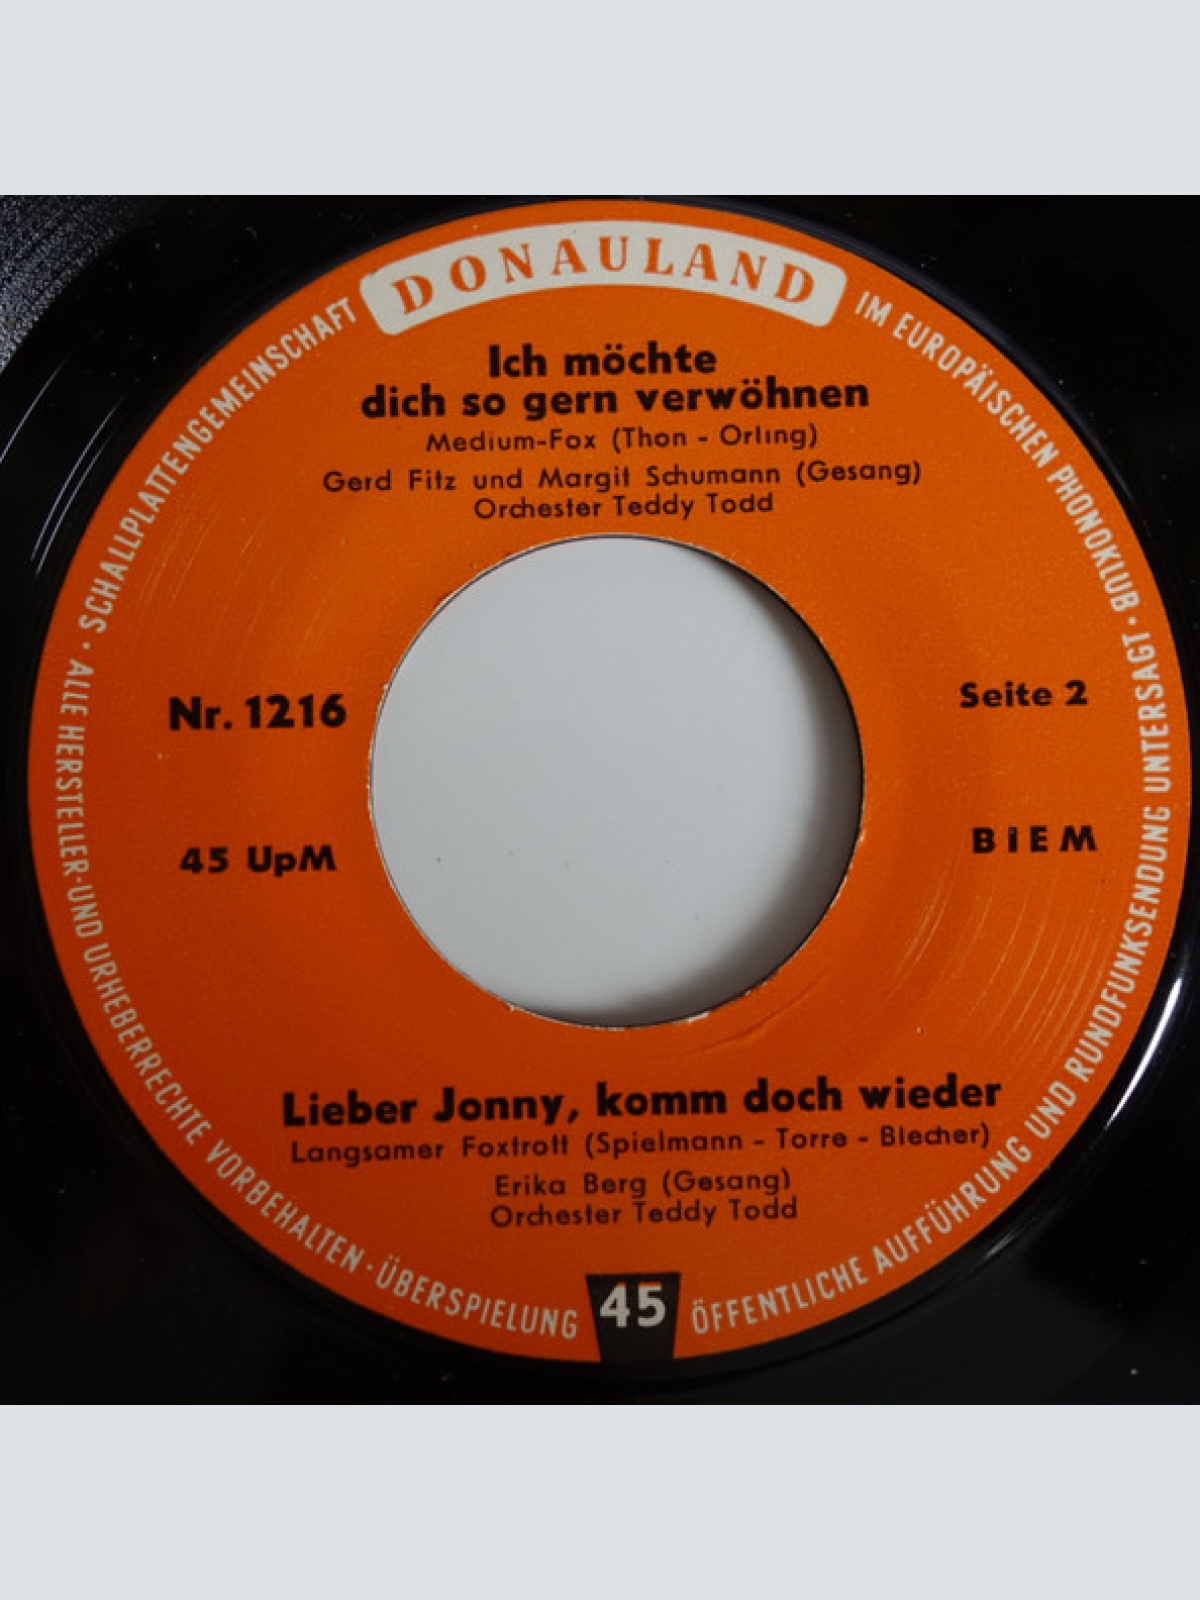 DONAULAND
SCHALLPLATTENGEMEINSCHAFT
IM EUROPÄISCHEN PHONOKLUB ·
Ich möchte
dich so gern verwöhnen
Medium-Fox (Thon - Orling)
Gerd Fitz und Margit Schumann (Gesang)
Orchester Teddy Todd
Nr. 1216
Seite 2
45 UpM
BIEM
Lieber Jonny, komm doch wieder
Langsamer Foxtrott (Spielmann - Torre - Blecher)
Erika Berg (Gesang)
Orchester Teddy Todd
· ALLE HERSTELLER-UND URHEBERRECHTE VORBEHALTEN · ÜBERSPIELUNG
45
ÖFFENTLICHE AUFFÜHRUNG UND RUNDFUNKSENDUNG UNTERSAGT